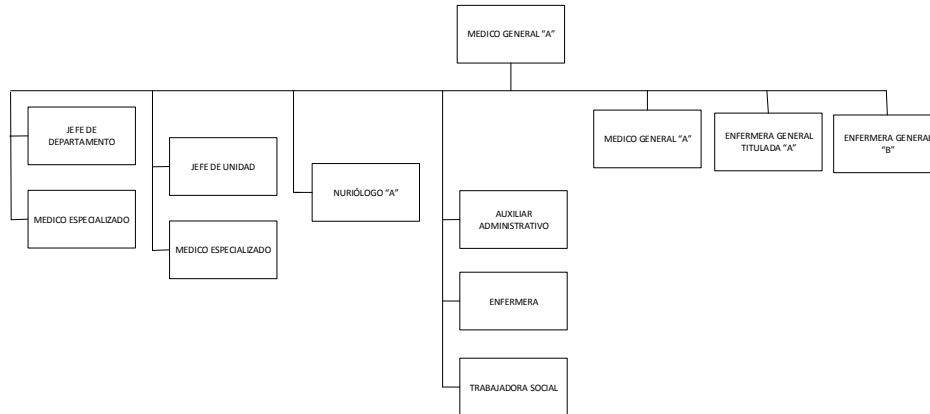 MEDICO GENERAL "A"
JEFE DE
DEPARTAMENTO
MEDICO ESPECIALIZADO
JEFE DE UNIDAD
MEDICO ESPECIALIZADO
NURIÓLOGO "A"
AUXILIAR
ADMINISTRATIVO
ENFERMERA
TRABAJADORA SOCIAL
MEDICO GENERAL "A"
ENFERMERA GENERAL
TITULADA "A"
ENFERMERA GENERAL
"B"